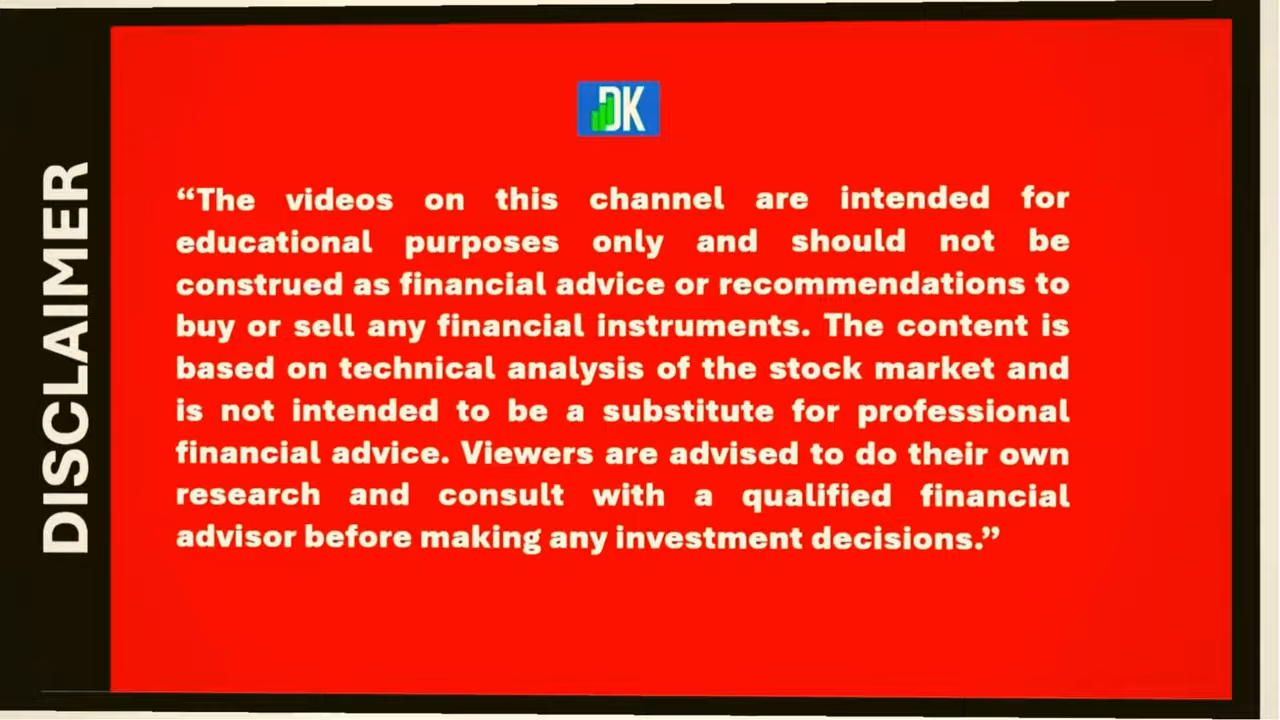 DISCLAIMER
DK
“The videos on this channel are intended for
educational purposes only and should not be
construed as financial advice or recommendations to
buy or sell any financial instruments. The content is
based on technical analysis of the stock market and
is not intended to be a substitute for professional
financial advice. Viewers are advised to do their own
research and consult with a qualified financial
advisor before making any investment decisions.”